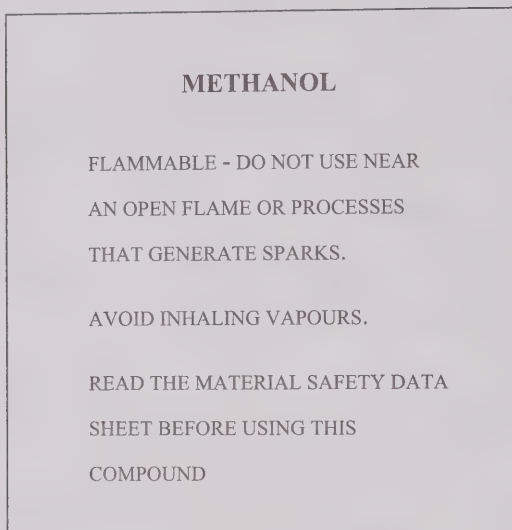 METHANOL
FLAMMABLE - DO NOT USE NEAR
AN OPEN FLAME OR PROCESSES
THAT GENERATE SPARKS.
AVOID INHALING VAPOURS.
READ THE MATERIAL SAFETY DATA
SHEET BEFORE USING THIS
COMPOUND